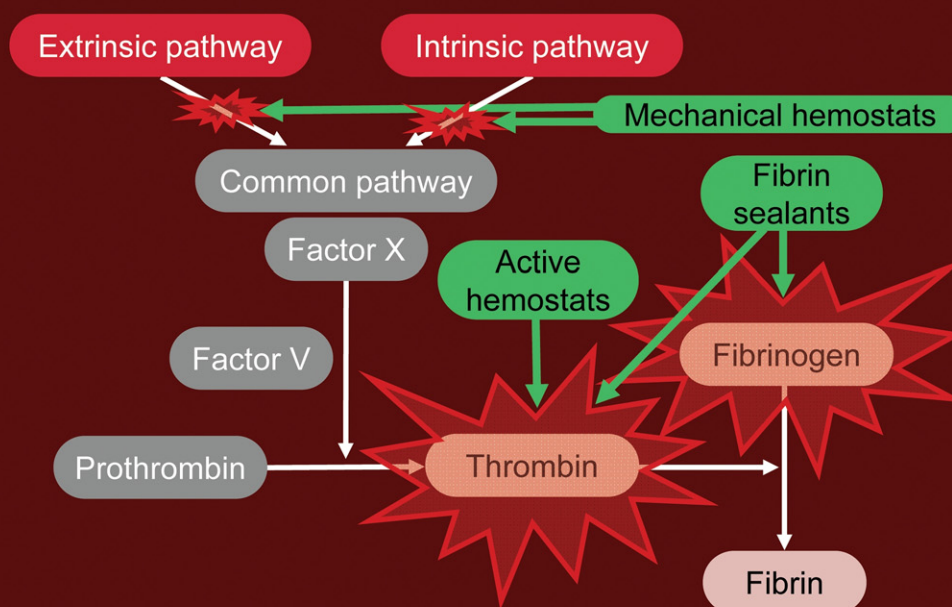 Extrinsic pathway
Intrinsic pathway
Mechanical hemostats
Common pathway
Fibrin
sealants
Factor X
Active
hemostats
Factor V
Fibrinogen
Prothrombin
Thrombin
Fibrin